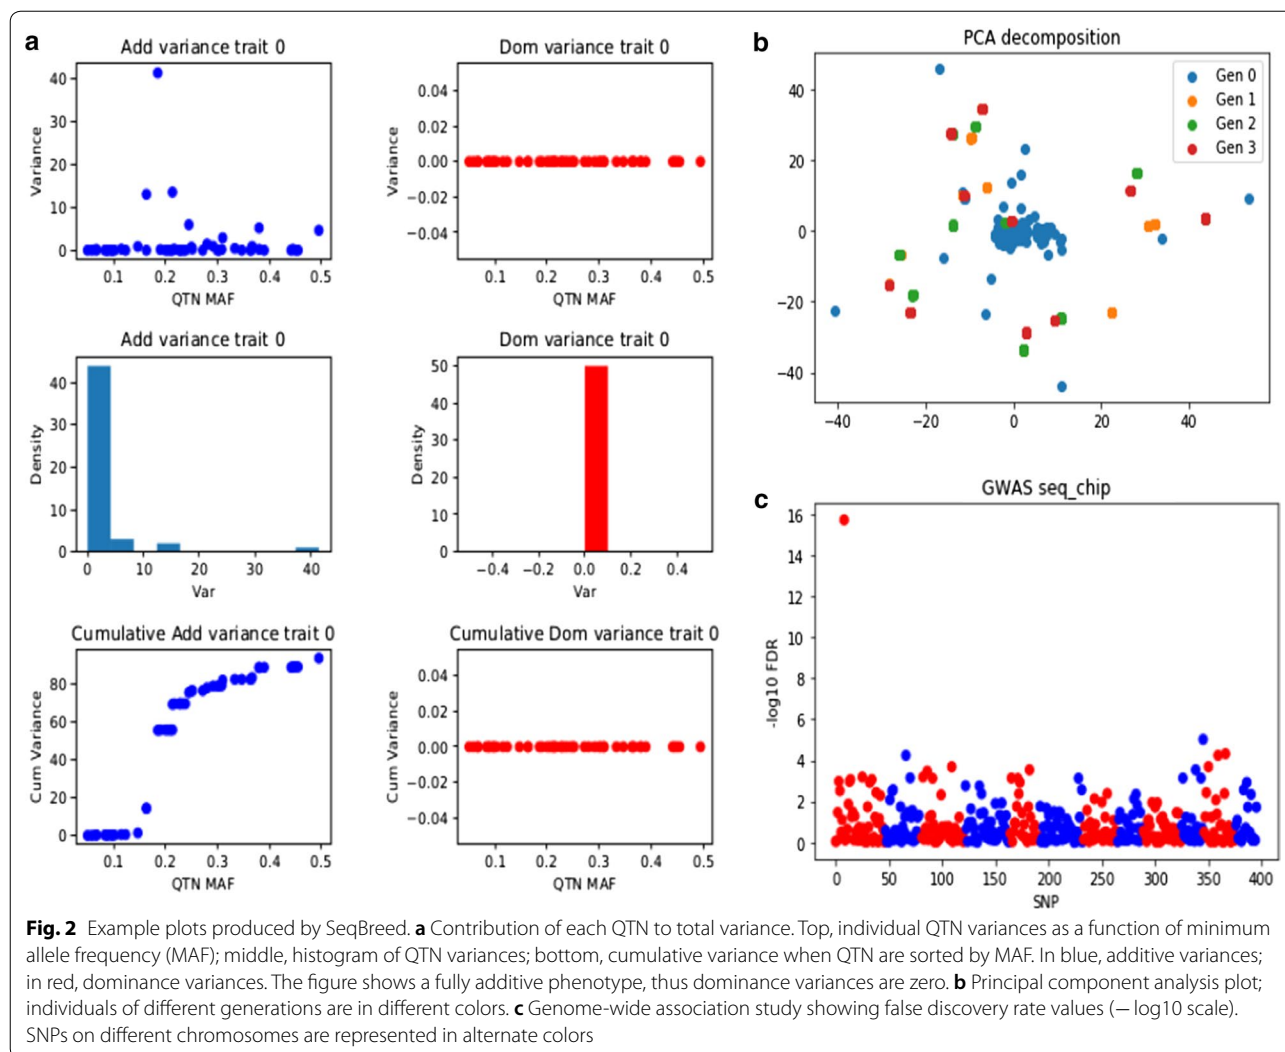 a
Add variance trait 0
Variance
40
30
20
10
0
0.1 0.2 0.3 0.4 0.5
QTN MAF
Dom variance trait 0
Variance
0.04
0.02
0.00
−0.02
−0.04
0.1 0.2 0.3 0.4 0.5
QTN MAF
Add variance trait 0
Density
40
30
20
10
0
0 10 20 30 40
Var
Dom variance trait 0
Density
50
40
30
20
10
0
−0.4 −0.2 0.0 0.2 0.4
Var
Cumulative Add variance trait 0
Cum Variance
80
60
40
20
0
0.1 0.2 0.3 0.4 0.5
QTN MAF
Cumulative Dom variance trait 0
Cum Variance
0.04
0.02
0.00
−0.02
−0.04
0.1 0.2 0.3 0.4 0.5
QTN MAF
b
PCA decomposition
Gen 0
Gen 1
Gen 2
Gen 3
40
20
0
−20
−40
−40 −20 0 20 40
c
GWAS seq_chip
-log10 FDR
16
14
12
10
8
6
4
2
0
0 50 100 150 200 250 300 350 400
SNP
Fig. 2 Example plots produced by SeqBreed. a Contribution of each QTN to total variance. Top, individual QTN variances as a function of minimum
allele frequency (MAF); middle, histogram of QTN variances; bottom, cumulative variance when QTN are sorted by MAF. In blue, additive variances;
in red, dominance variances. The figure shows a fully additive phenotype, thus dominance variances are zero. b Principal component analysis plot;
individuals of different generations are in different colors. c Genome-wide association study showing false discovery rate values (− log10 scale).
SNPs on different chromosomes are represented in alternate colors